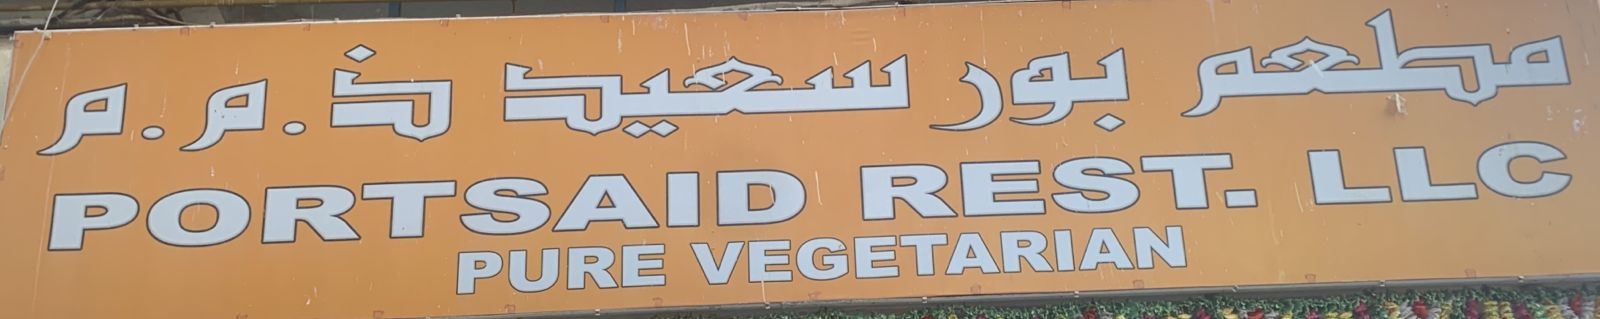 مطعم بور سعيد ذ.م.م
PORTSAID REST. LLC
PURE VEGETARIAN